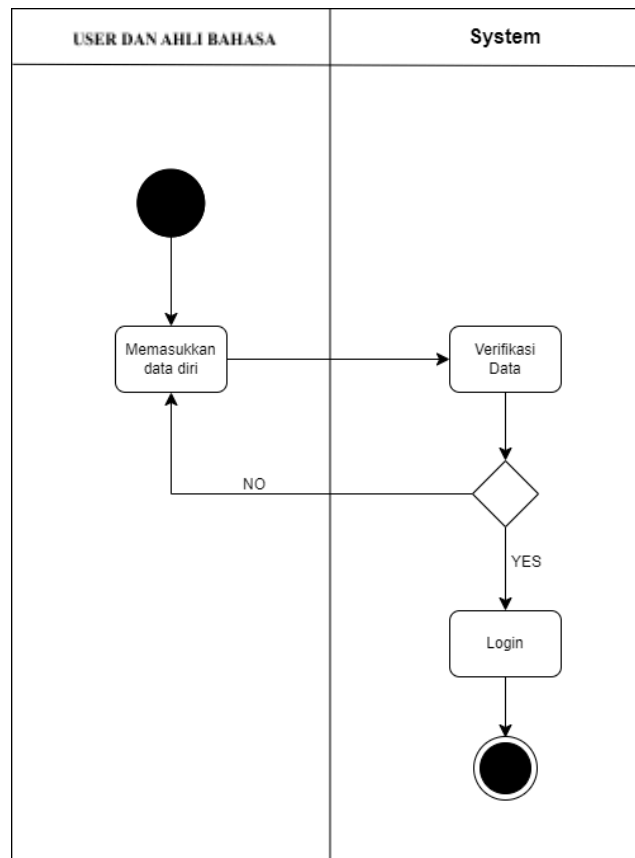 USER DAN AHLI BAHASA
System
Memasukkan
data diri
Verifikasi
Data
NO
YES
Login